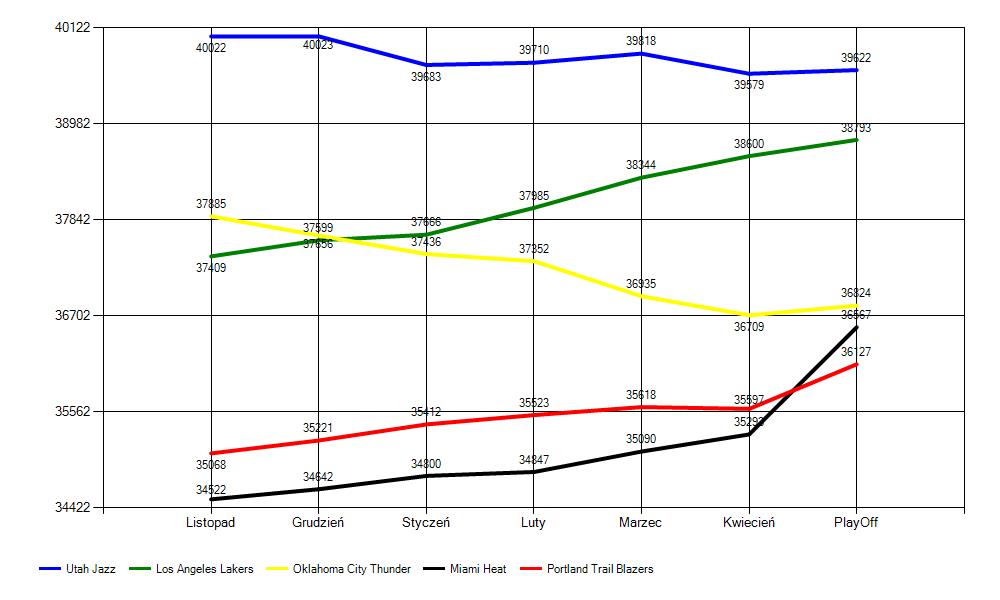 40122
40022 40023 39683 39710 39818 39579 39622
38982
37409 37599 37666 37985 38344 38600 38793
37842
37885 37656 37436 37352 36935 36709 36824
36702
35068 35221 35412 35523 35618 35597 36127
35562
34522 34642 34800 34847 35090 36567
34422
Listopad Grudzień Styczeń Luty Marzec Kwiecień PlayOff
Utah Jazz Los Angeles Lakers Oklahoma City Thunder Miami Heat Portland Trail Blazers